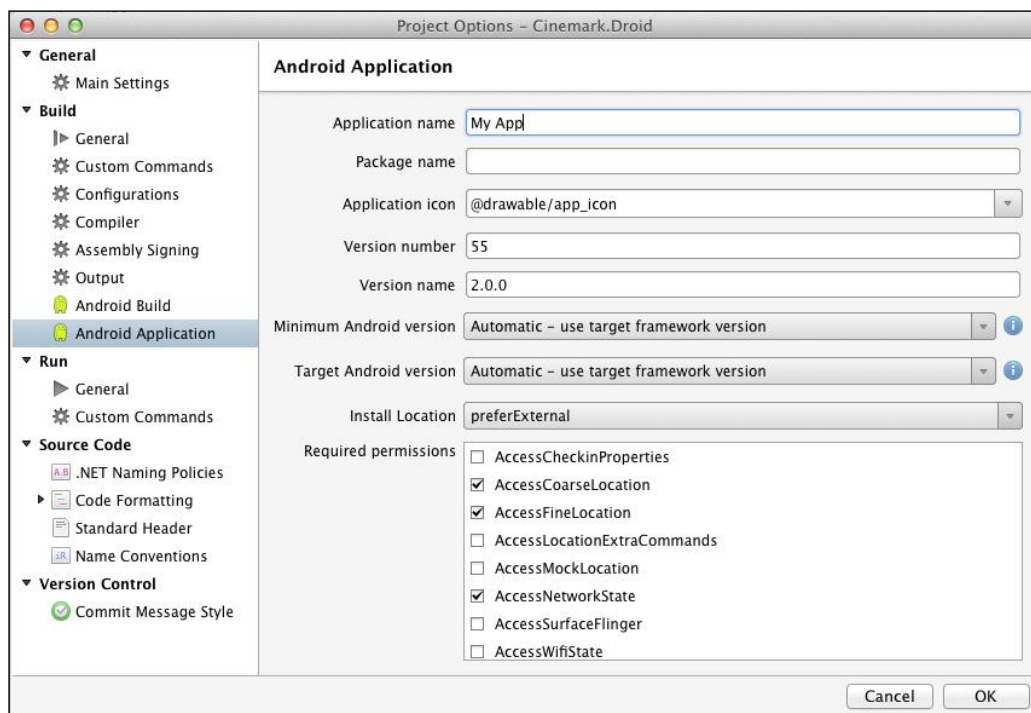 Project Options – Cinemark.Droid
General
Main Settings
Build
General
Custom Commands
Configurations
Compiler
Assembly Signing
Output
Android Build
Android Application
Run
General
Custom Commands
Source Code
A.B .NET Naming Policies
Code Formatting
Standard Header
iR Name Conventions
Version Control
Commit Message Style
Android Application
Application name My App
Package name
Application icon @drawable/app_icon
Version number 55
Version name 2.0.0
Minimum Android version Automatic – use target framework version i
Target Android version Automatic – use target framework version i
Install Location preferExternal
Required permissions
AccessCheckinProperties
AccessCoarseLocation
AccessFineLocation
AccessLocationExtraCommands
AccessMockLocation
AccessNetworkState
AccessSurfaceFlinger
AccessWifiState
Cancel OK